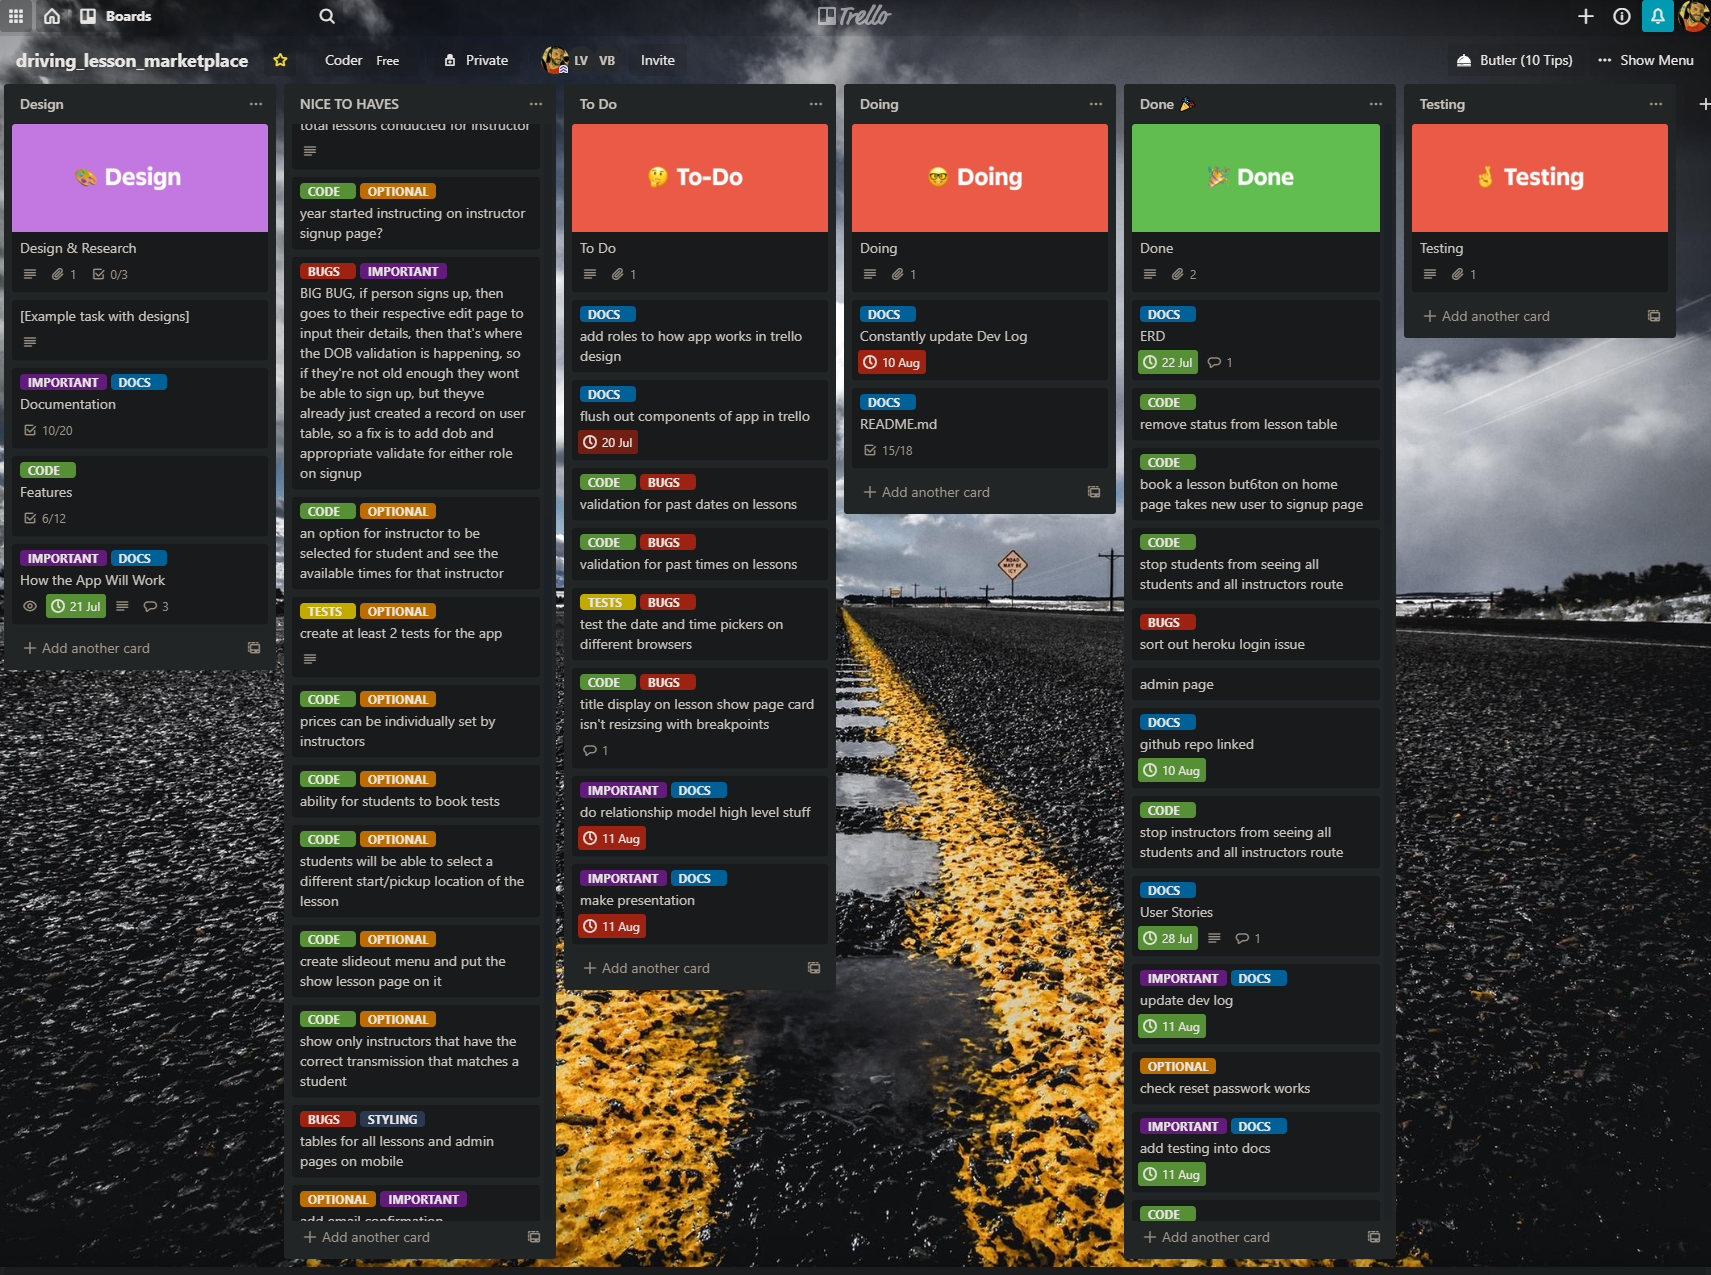 Boards
Trello
driving_lesson_marketplace
Coder
Free
Private
LV
VB
Invite
Butler (10 Tips)
Show Menu
Design
🎨 Design
Design & Research
1
0/3
[Example task with designs]
IMPORTANT DOCS
Documentation
10/20
CODE
Features
6/12
IMPORTANT DOCS
How the App Will Work
21 Jul
3
Add another card
NICE TO HAVES
total lessons conducted for instructor
CODE OPTIONAL
year started instructing on instructor
signup page?
BUGS IMPORTANT
BIG BUG, if person signs up, then
goes to their respective edit page to
input their details, then that's where
the DOB validation is happening, so
if they're not old enough they wont
be able to sign up, but theyve
already just created a record on user
table, so a fix is to add dob and
appropriate validate for either role
on signup
CODE OPTIONAL
an option for instructor to be
selected for student and see the
available times for that instructor
TESTS OPTIONAL
create at least 2 tests for the app
CODE OPTIONAL
prices can be individually set by
instructors
CODE OPTIONAL
ability for students to book tests
CODE OPTIONAL
students will be able to select a
different start/pickup location of the
lesson
CODE OPTIONAL
create slideout menu and put the
show lesson page on it
CODE OPTIONAL
show only instructors that have the
correct transmission that matches a
student
BUGS STYLING
tables for all lessons and admin
pages on mobile
OPTIONAL IMPORTANT
add email confirmation
Add another card
To Do
🤔 To-Do
To Do
1
DOCS
add roles to how app works in trello
design
DOCS
flush out components of app in trello
20 Jul
CODE BUGS
validation for past dates on lessons
CODE BUGS
validation for past times on lessons
TESTS BUGS
test the date and time pickers on
different browsers
CODE BUGS
title display on lesson show page card
isn't resizsing with breakpoints
1
IMPORTANT DOCS
do relationship model high level stuff
11 Aug
IMPORTANT DOCS
make presentation
11 Aug
Add another card
Doing
🤓 Doing
Doing
1
DOCS
Constantly update Dev Log
10 Aug
DOCS
README.md
15/18
Add another card
ROAD
MAY BE
ICY
Done 🎉
🎉 Done
Done
2
DOCS
ERD
22 Jul
1
CODE
remove status from lesson table
CODE
book a lesson but6ton on home
page takes new user to signup page
CODE
stop students from seeing all
students and all instructors route
BUGS
sort out heroku login issue
admin page
DOCS
github repo linked
10 Aug
CODE
stop instructors from seeing all
students and all instructors route
DOCS
User Stories
28 Jul
1
IMPORTANT DOCS
update dev log
11 Aug
OPTIONAL
check reset passwork works
IMPORTANT DOCS
add testing into docs
11 Aug
CODE
Add another card
Testing
🤞 Testing
Testing
1
Add another card